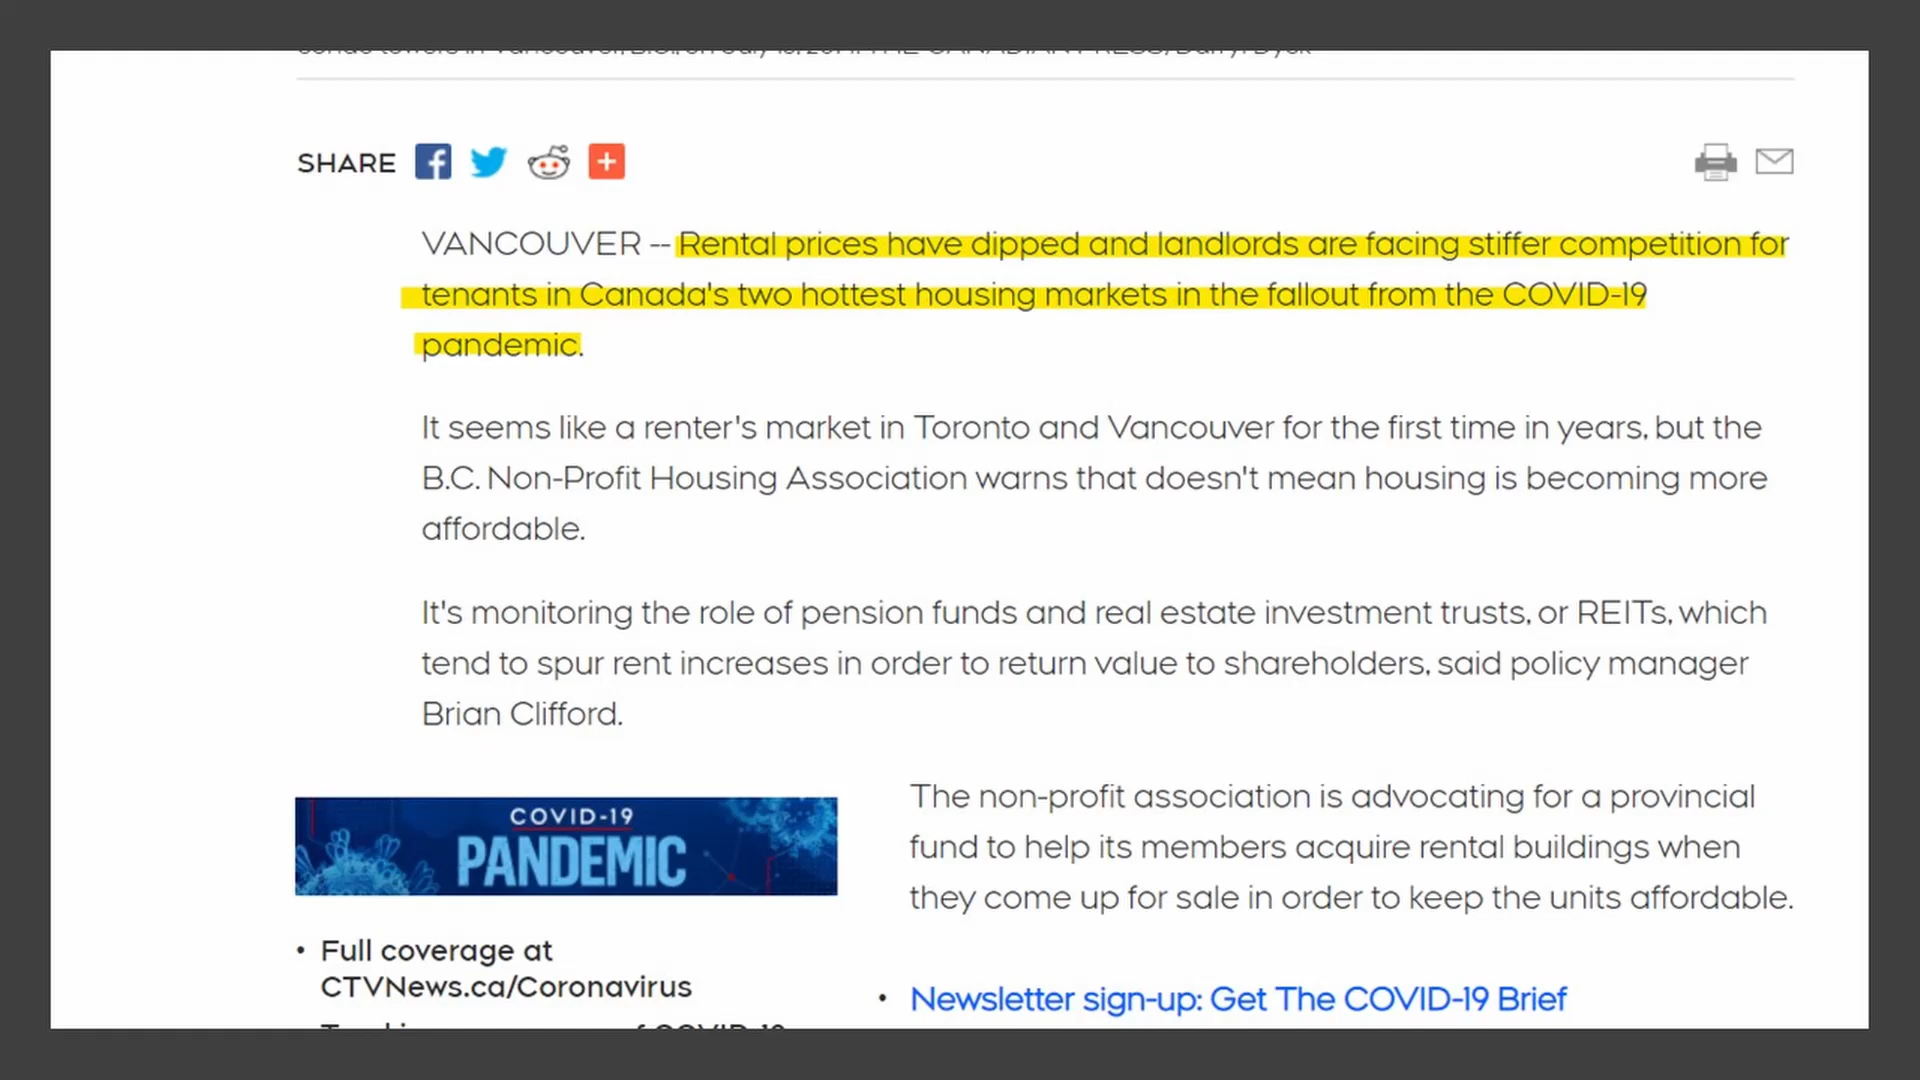 SHARE
VANCOUVER -- Rental prices have dipped and landlords are facing stiffer competition for
tenants in Canada's two hottest housing markets in the fallout from the COVID-19
pandemic.
It seems like a renter's market in Toronto and Vancouver for the first time in years, but the
B.C. Non-Profit Housing Association warns that doesn't mean housing is becoming more
affordable.
It's monitoring the role of pension funds and real estate investment trusts, or REITs, which
tend to spur rent increases in order to return value to shareholders, said policy manager
Brian Clifford.
COVID-19
PANDEMIC
• Full coverage at
CTVNews.ca/Coronavirus
The non-profit association is advocating for a provincial
fund to help its members acquire rental buildings when
they come up for sale in order to keep the units affordable.
• Newsletter sign-up: Get The COVID-19 Brief